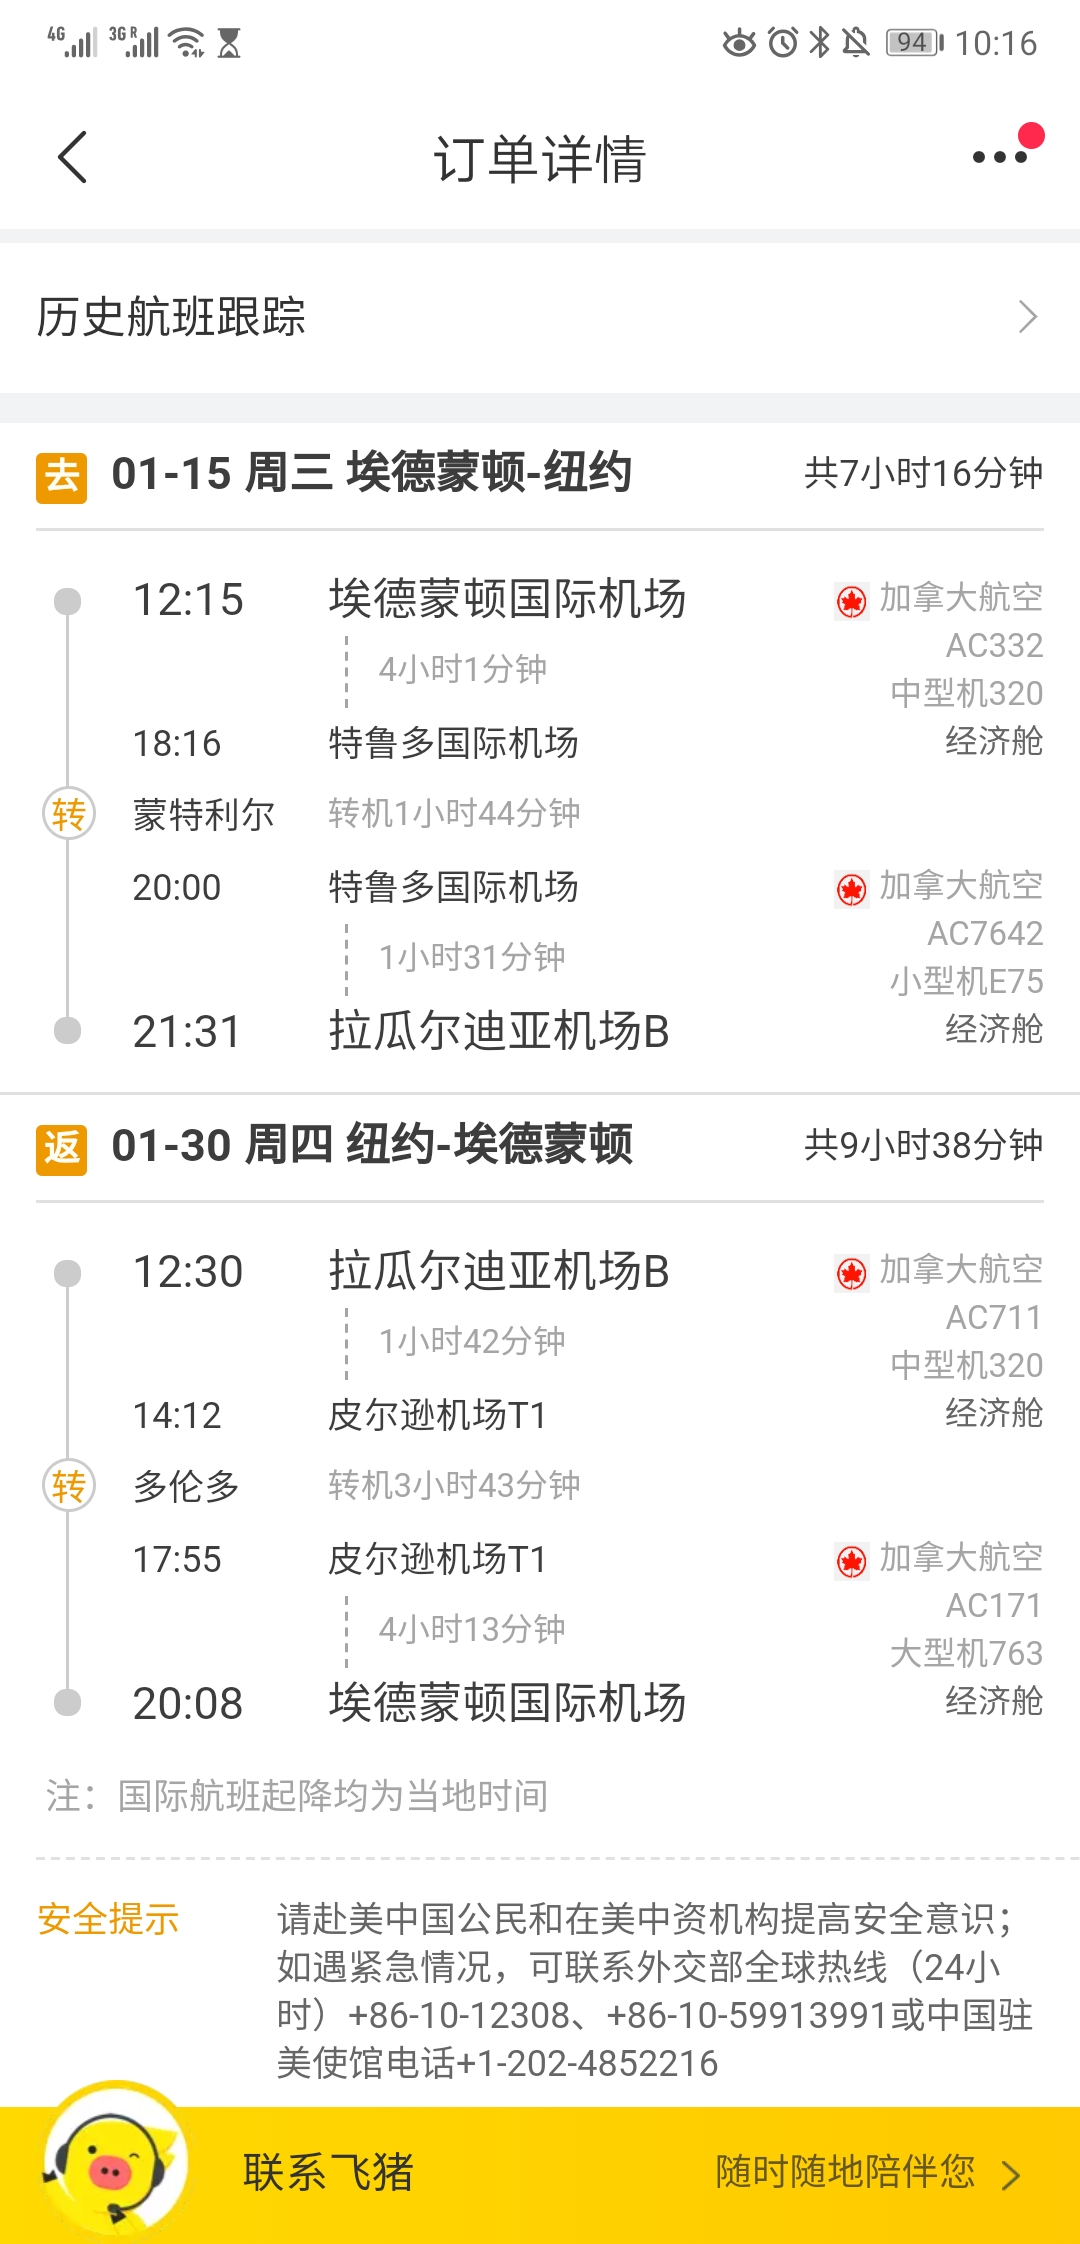 4G 3G R 94 10:16
订单详情
历史航班跟踪
去 01-15 周三 埃德蒙顿-纽约 共7小时16分钟
12:15 埃德蒙顿国际机场 加拿大航空
4小时1分钟 AC332
中型机320
18:16 特鲁多国际机场 经济舱
转 蒙特利尔 转机1小时44分钟
20:00 特鲁多国际机场 加拿大航空
AC7642
1小时31分钟
小型机E75
21:31 拉瓜尔迪亚机场B 经济舱
返 01-30 周四 纽约-埃德蒙顿 共9小时38分钟
12:30 拉瓜尔迪亚机场B 加拿大航空
AC711
1小时42分钟
中型机320
14:12 皮尔逊机场T1 经济舱
转 多伦多 转机3小时43分钟
17:55 皮尔逊机场T1 加拿大航空
AC171
4小时13分钟
大型机763
20:08 埃德蒙顿国际机场 经济舱
注：国际航班起降均为当地时间
安全提示 请赴美中国公民和在美中资机构提高安全意识；
如遇紧急情况，可联系外交部全球热线（24小
时）+86-10-12308、+86-10-59913991或中国驻
美使馆电话+1-202-4852216
联系飞猪 随时随地陪伴您